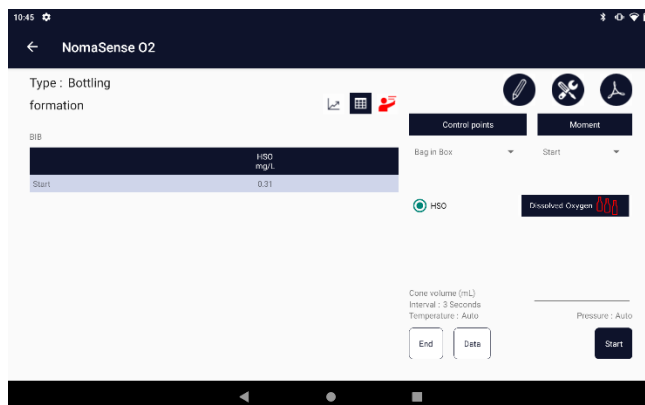 10:45
NomaSense O2
Type : Bottling
formation
BIB
HSO
mg/L
Start 0.31
Control points Moment
Bag in Box Start
HSO Dissolved Oxygen
Cone volume (mL)
Interval : 3 Seconds
Temperature : Auto Pressure : Auto
End Data Start